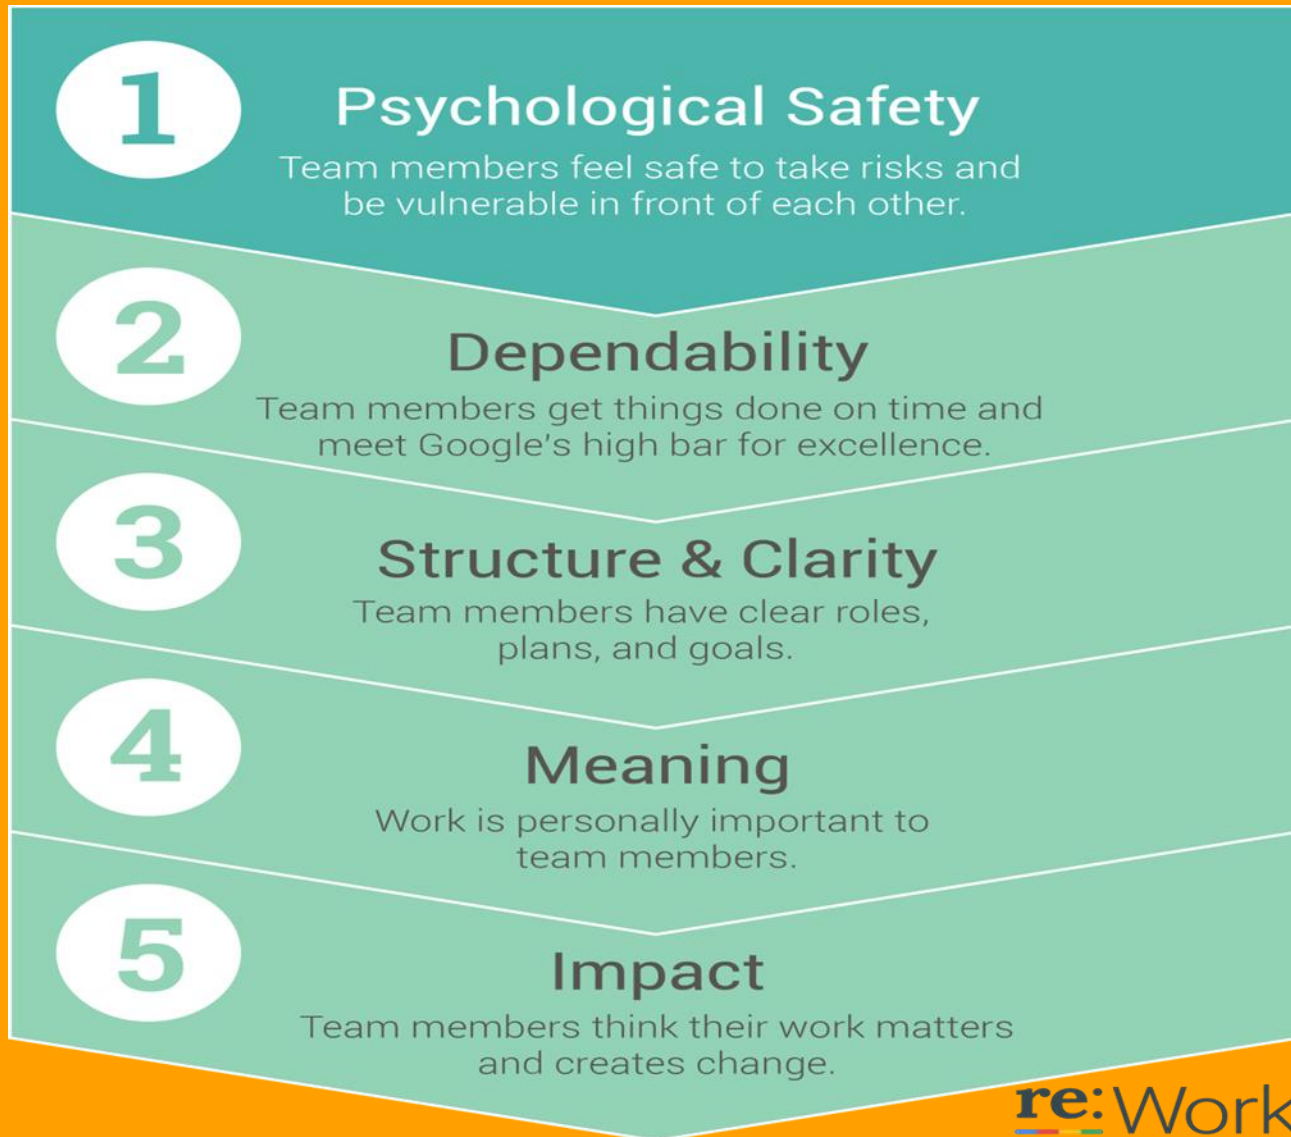 1
Psychological Safety
Team members feel safe to take risks and
be vulnerable in front of each other.
2
Dependability
Team members get things done on time and
meet Google's high bar for excellence.
3
Structure & Clarity
Team members have clear roles,
plans, and goals.
4
Meaning
Work is personally important to
team members.
5
Impact
Team members think their work matters
and creates change.
re:Work